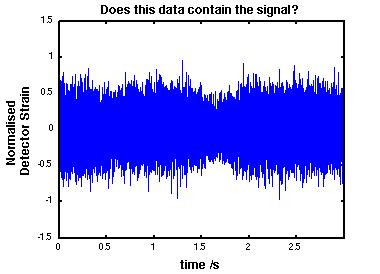 Does this data contain the signal?
1.5
1
0.5
0
-0.5
-1
-1.5
Normalised
Detector Strain
0 0.5 1 1.5 2 2.5
time /s